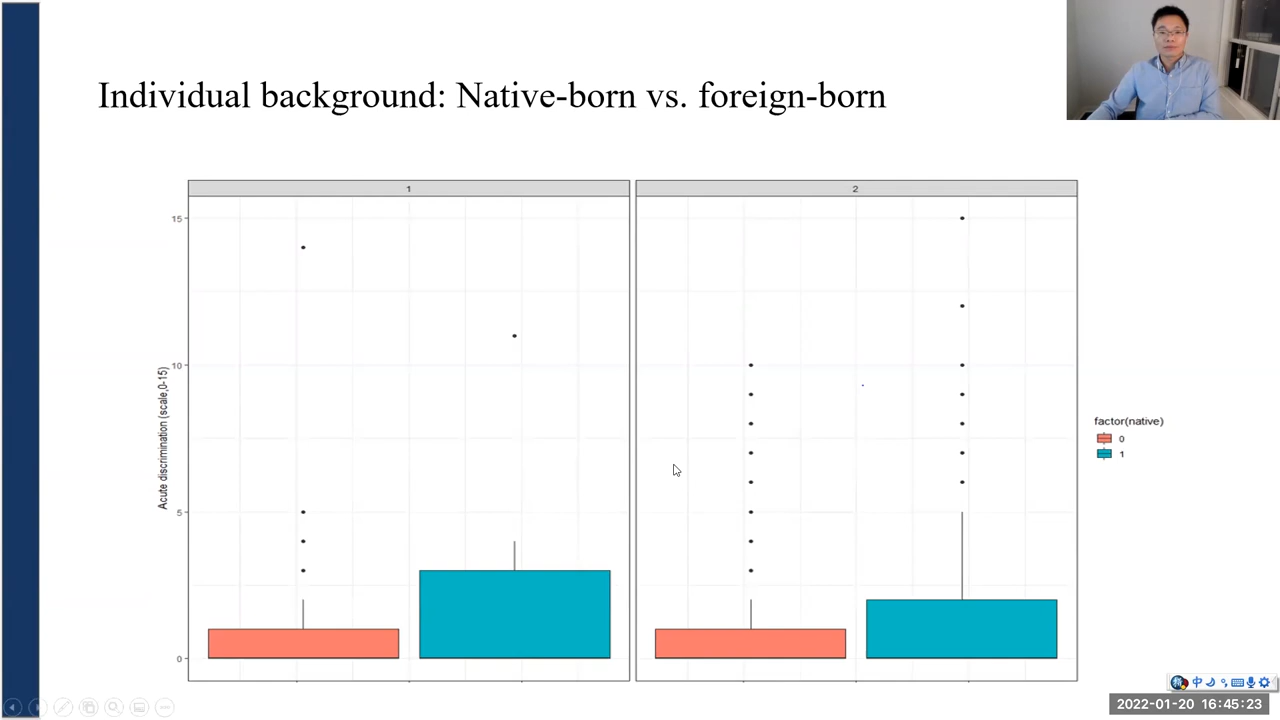 Individual background: Native-born vs. foreign-born
1
2
15
10
5
0
Acute discrimination (scale,0-15)
factor(native)
0
1
中
2022-01-20 16:45:23